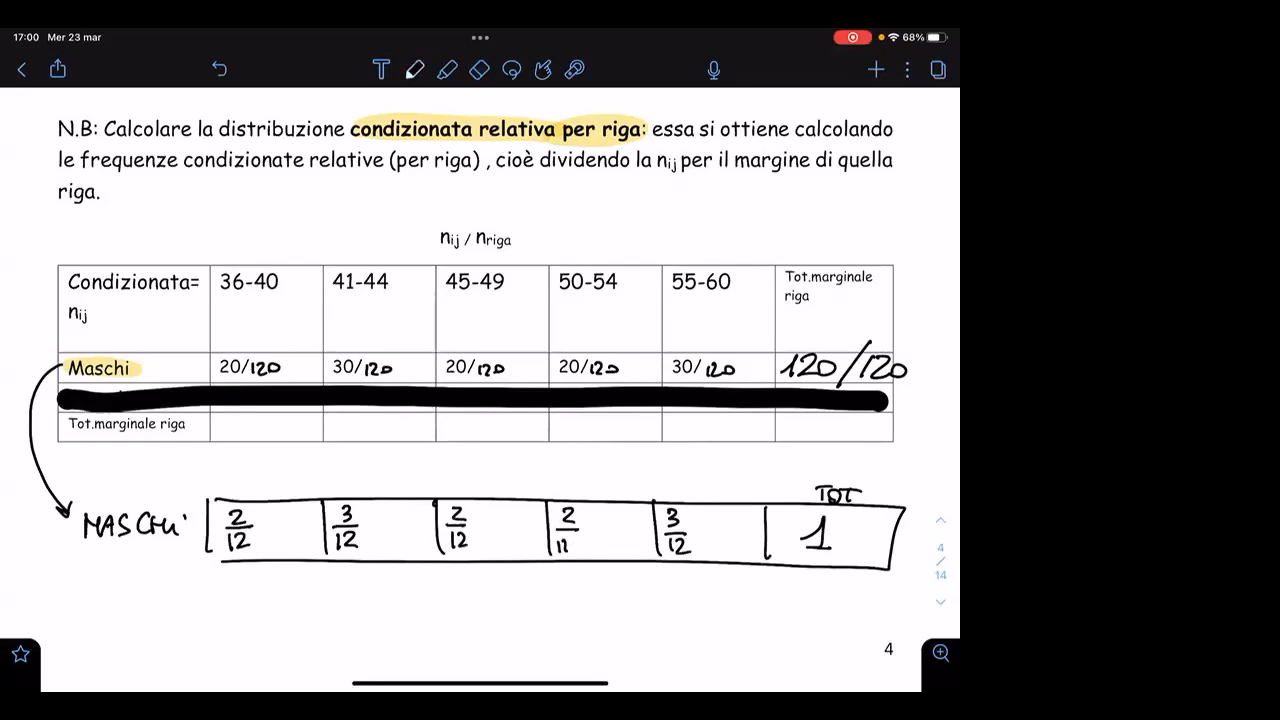 17:00 Mer 23 mar
68%
N.B: Calcolare la distribuzione condizionata relativa per riga: essa si ottiene calcolando
le frequenze condizionate relative (per riga) , cioè dividendo la nij per il margine di quella
riga.
nij / nriga
Condizionata= nij 36-40 41-44 45-49 50-54 55-60 Tot.marginale riga
Maschi 20/120 30/120 20/120 20/120 30/120 120/120
Tot.marginale riga
TOT
MASCHI 2/12 3/12 2/12 2/11 3/12 1
4
/
14
4